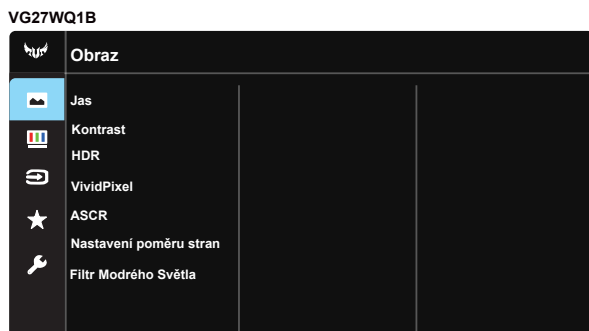 VG27WQ1B
Obraz
Jas
Kontrast
HDR
VividPixel
ASCR
Nastavení poměru stran
Filtr Modrého Světla